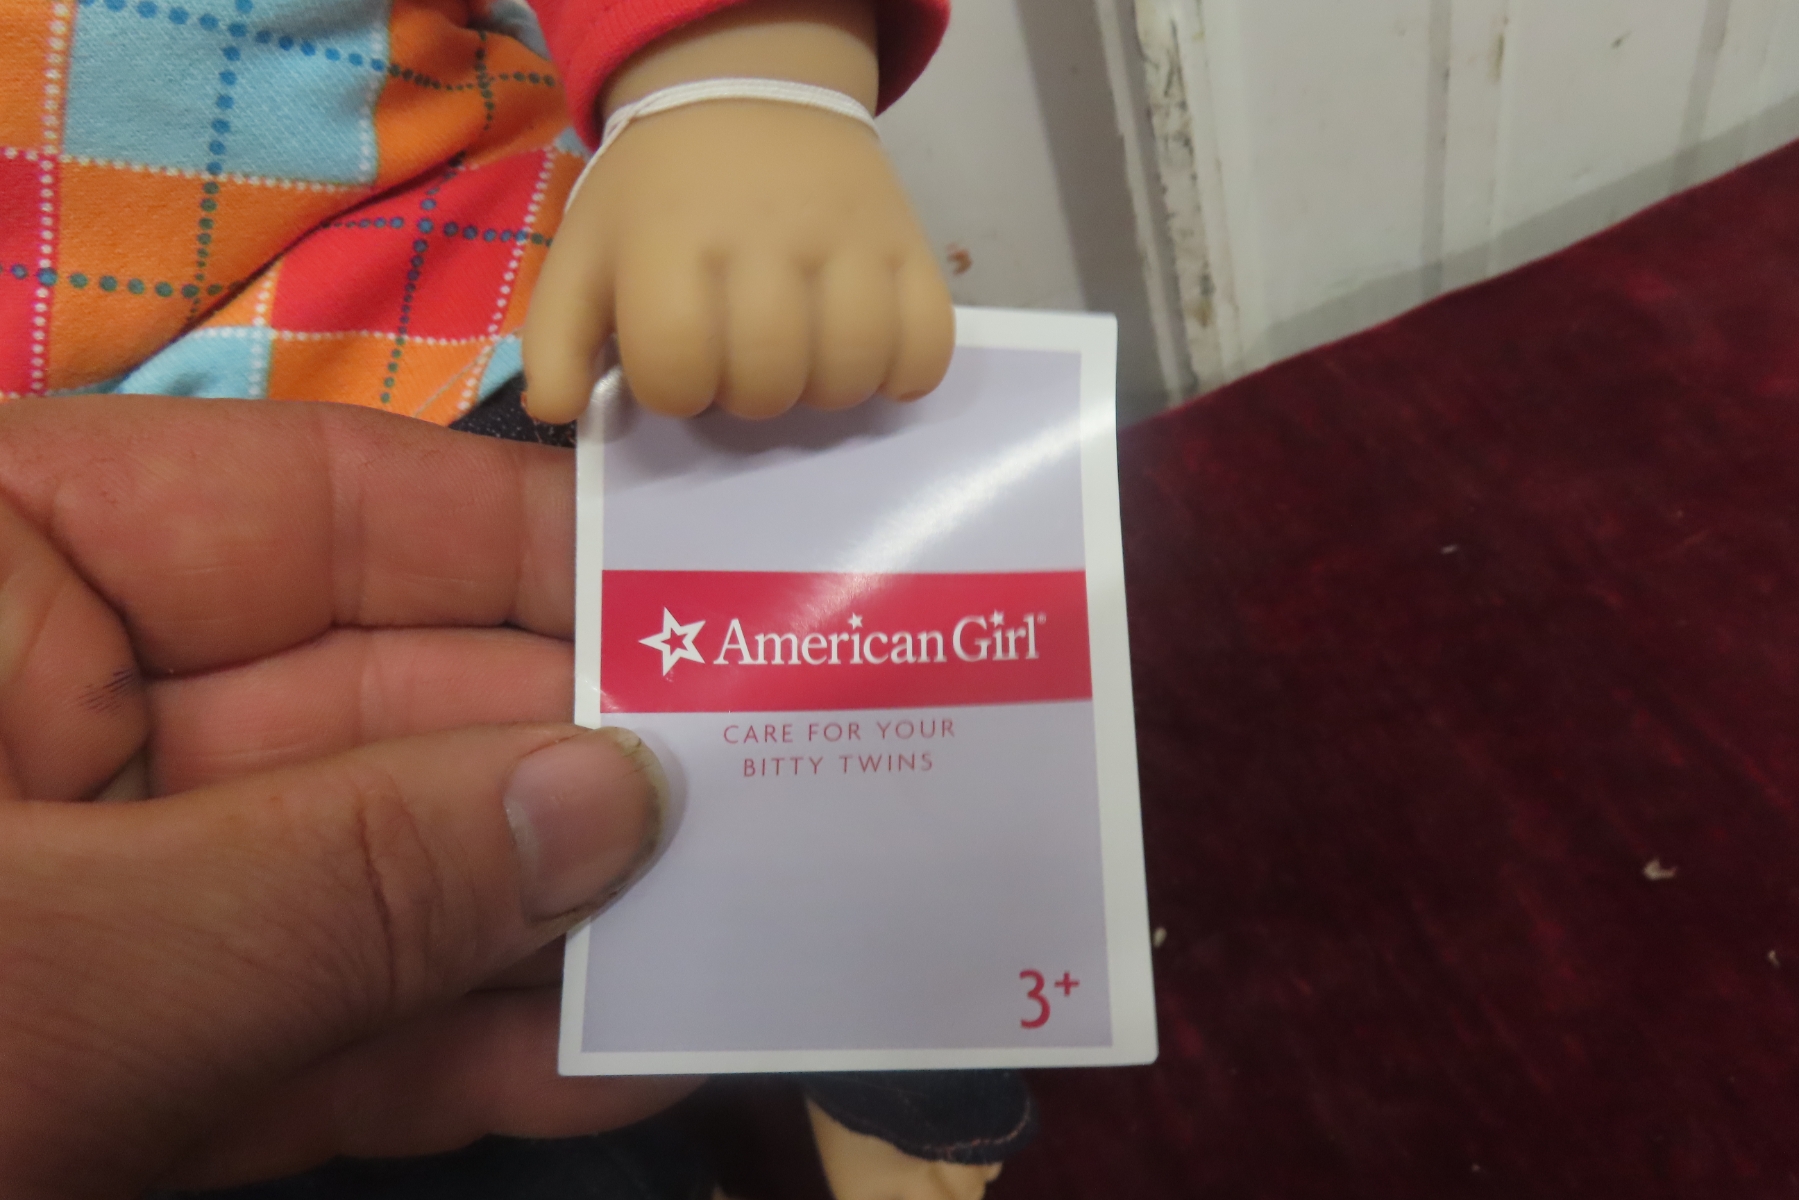 American Girl®
CARE FOR YOUR
BITTY TWINS
3+